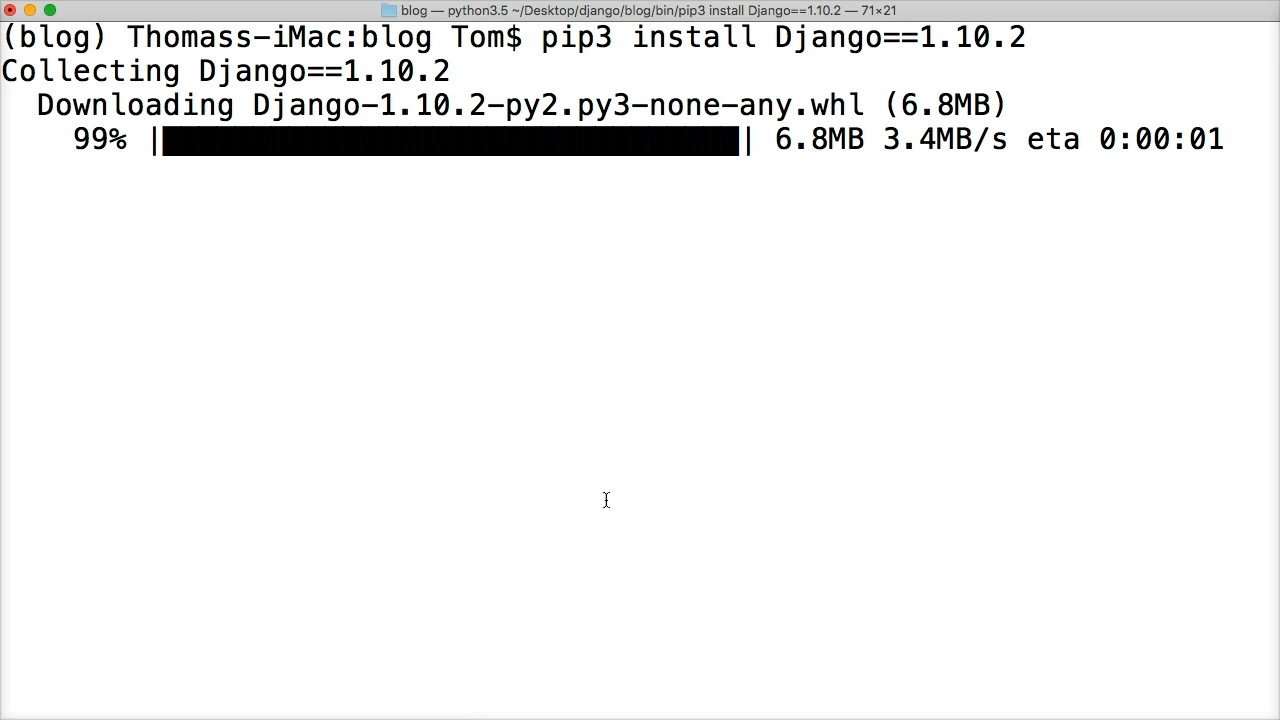 blog — python3.5 ~/Desktop/django/blog/bin/pip3 install Django==1.10.2 — 71×21
(blog) Thomass-iMac:blog Tom$ pip3 install Django==1.10.2
Collecting Django==1.10.2
  Downloading Django-1.10.2-py2.py3-none-any.whl (6.8MB)
    99% |████████████████████████████████| 6.8MB 3.4MB/s eta 0:00:01